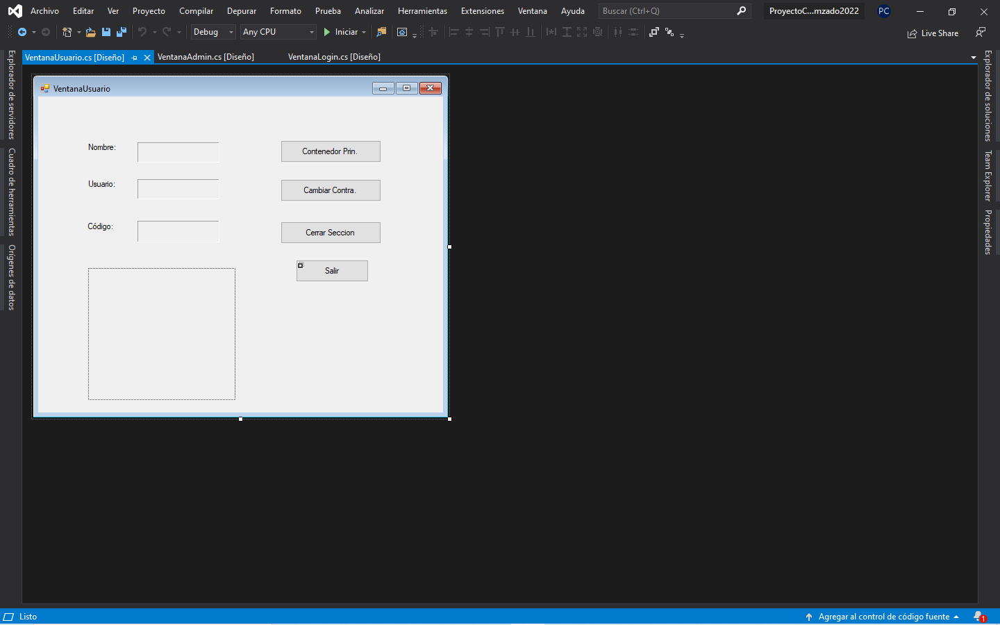 Archivo Editar Ver Proyecto Compilar Depurar Formato Prueba Analizar Herramientas Extensiones Ventana Ayuda Buscar (Ctrl+Q) ProyectoC...mzado2022 PC
Debug Any CPU Iniciar Live Share
VentanaUsuario.cs [Diseño] VentanaAdmin.cs [Diseño] VentanaLogin.cs [Diseño]
Explorador de servidores
Cuadro de herramientas
Orígenes de datos
VentanaUsuario
Nombre: Contenedor Prin.
Usuario: Cambiar Contra.
Código: Cerrar Seccion
Salir
Explorador de soluciones
Team Explorer
Propiedades
Listo Agregar al control de código fuente 1